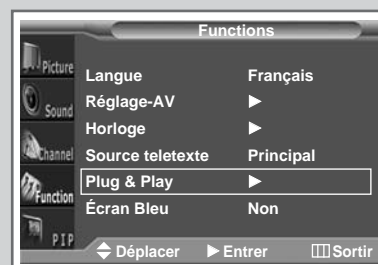 Functions
Picture
Sound
Channel
Function
PIP
Langue Français
Réglage-AV ▶
Horloge ▶
Source teletexte Principal
Plug & Play ▶
Écran Bleu Non
Déplacer ▶ Entrer Sortir